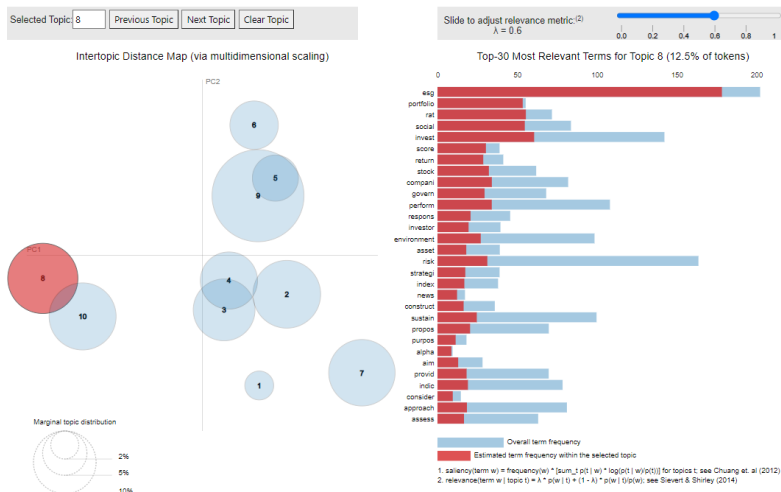 Selected Topic: 8 Previous Topic Next Topic Clear Topic
Slide to adjust relevance metric:(2)
λ = 0.6
0.0 0.2 0.4 0.6 0.8 1
Intertopic Distance Map (via multidimensional scaling)
PC2
PC1
6
5
9
8
10
4
3
2
7
1
Marginal topic distribution
2%
5%
10%
Top-30 Most Relevant Terms for Topic 8 (12.5% of tokens)
0 50 100 150 200
esg
portfolio
rat
social
invest
score
return
stock
compani
govern
perform
respons
investor
environment
asset
risk
strategi
index
news
construct
sustain
propos
purpos
alpha
aim
provid
indic
consider
approach
assess
Overall term frequency
Estimated term frequency within the selected topic
1. saliency(term w) = frequency(w) * [sum_t p(t | w) * log(p(t | w)/p(t))] for topics t; see Chuang et. al (2012)
2. relevance(term w | topic t) = λ * p(w | t) + (1 - λ) * p(w | t)/p(w); see Sievert & Shirley (2014)